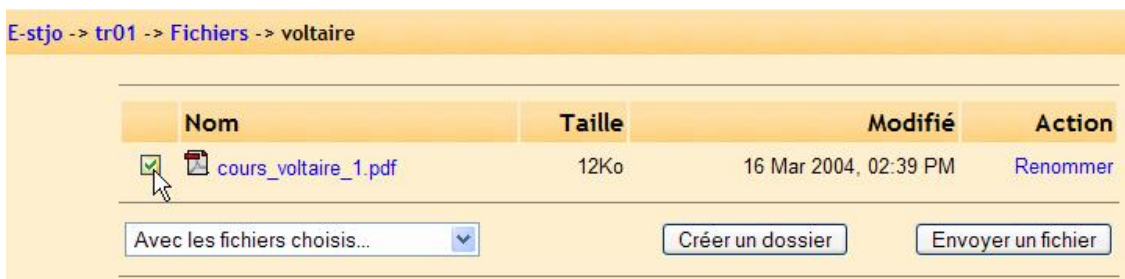 E-stjo -> tr01 -> Fichiers -> voltaire
Nom Taille Modifié Action
cours_voltaire_1.pdf 12Ko 16 Mar 2004, 02:39 PM Renommer
Avec les fichiers choisis... Créer un dossier Envoyer un fichier